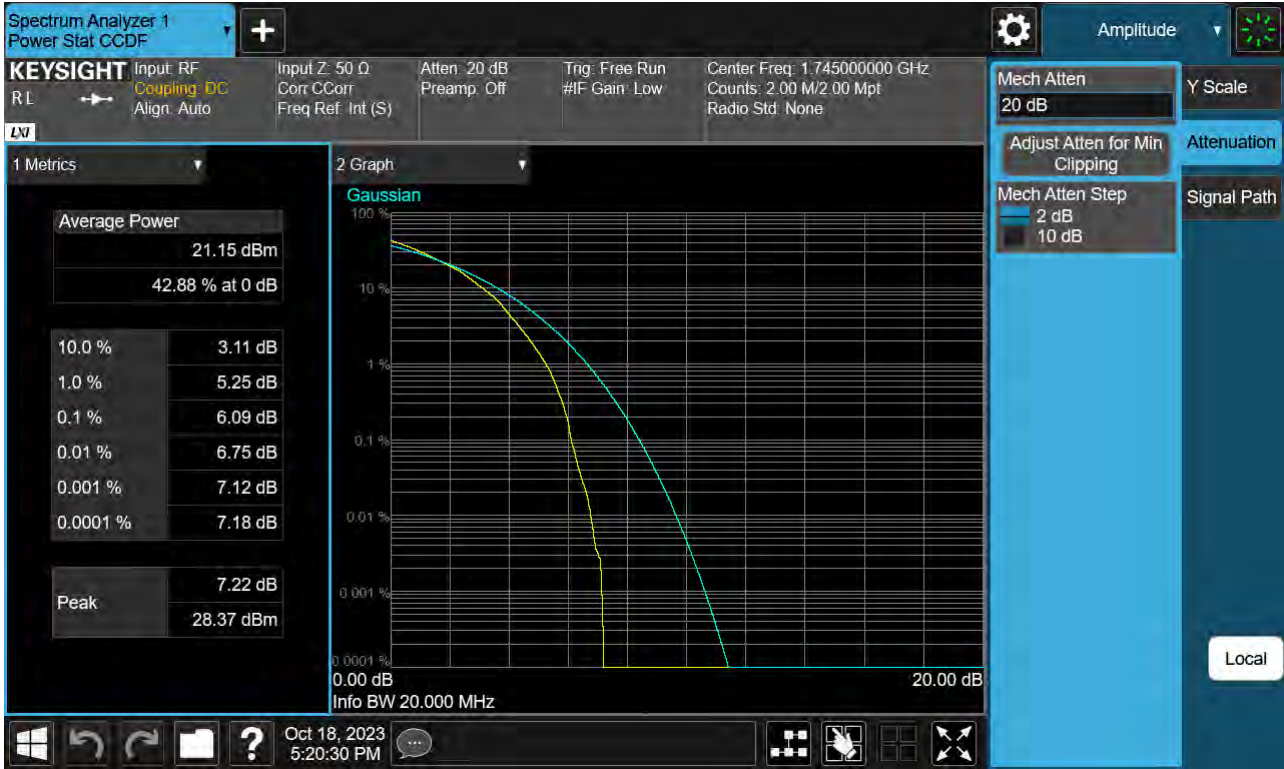 Spectrum Analyzer 1
Power Stat CCDF
Amplitude
KEYSIGHT
R L
LXI
Input: RF
Coupling: DC
Align: Auto
Input Z: 50 Ω
Corr CCorr
Freq Ref: Int (S)
Atten: 20 dB
Preamp: Off
Trig: Free Run
#IF Gain: Low
Center Freq: 1.745000000 GHz
Counts: 2.00 M/2.00 Mpt
Radio Std: None
Mech Atten
20 dB
Adjust Atten for Min
Clipping
Mech Atten Step
2 dB
10 dB
Y Scale
Attenuation
Signal Path
1 Metrics
Average Power
21.15 dBm
42.88 % at 0 dB
10.0 % 3.11 dB
1.0 % 5.25 dB
0.1 % 6.09 dB
0.01 % 6.75 dB
0.001 % 7.12 dB
0.0001 % 7.18 dB
Peak
7.22 dB
28.37 dBm
2 Graph
Gaussian
100 %
10 %
1 %
0.1 %
0.01 %
0.001 %
0.0001 %
0.00 dB 20.00 dB
Info BW 20.000 MHz
Local
?
Oct 18, 2023
5:20:30 PM